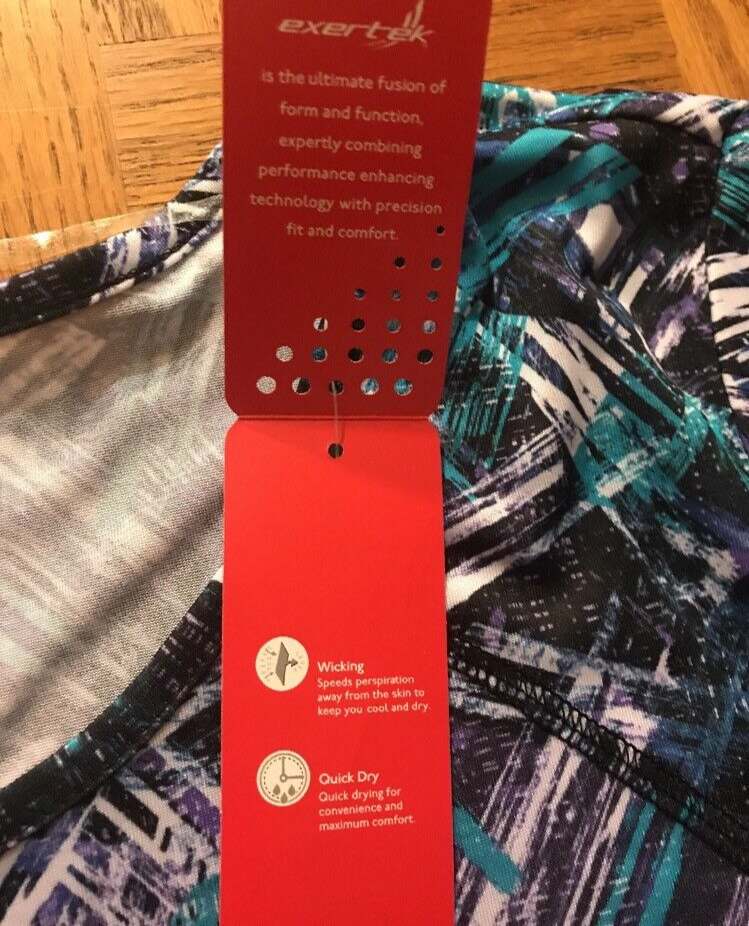 exertek
is the ultimate fusion of
form and function,
expertly combining
performance enhancing
technology with precision
fit and comfort.
Wicking
Speeds perspiration
away from the skin to
keep you cool and dry.
Quick Dry
Quick drying for
convenience and
maximum comfort.